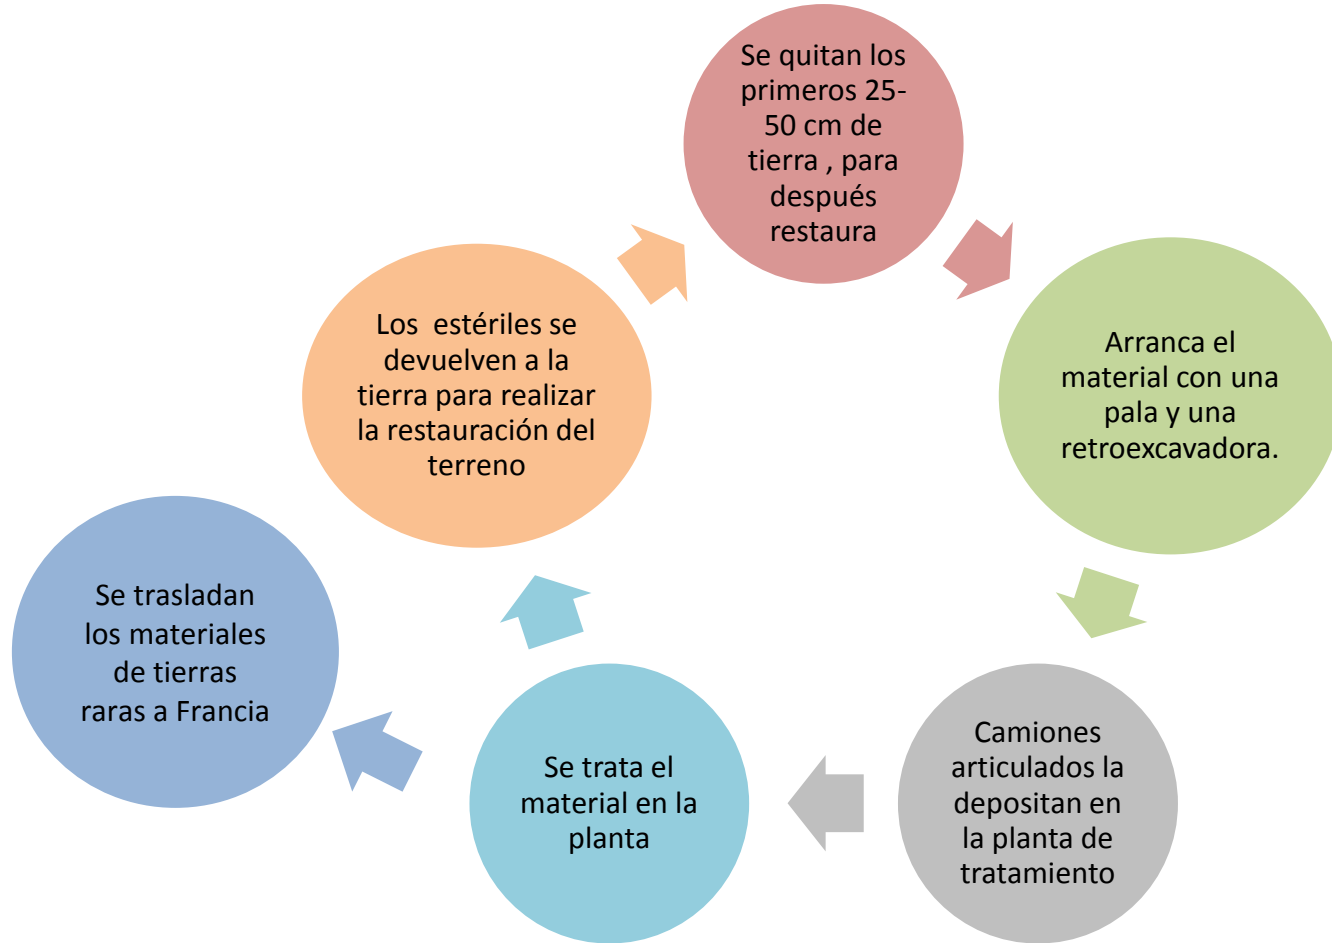 Se quitan los
primeros 25-
50 cm de
tierra , para
después
restaura
Arranca el
material con una
pala y una
retroexcavadora.
Camiones
articulados la
depositan en
la planta de
tratamiento
Se trata el
material en la
planta
Se trasladan
los materiales
de tierras
raras a Francia
Los estériles se
devuelven a la
tierra para realizar
la restauración del
terreno